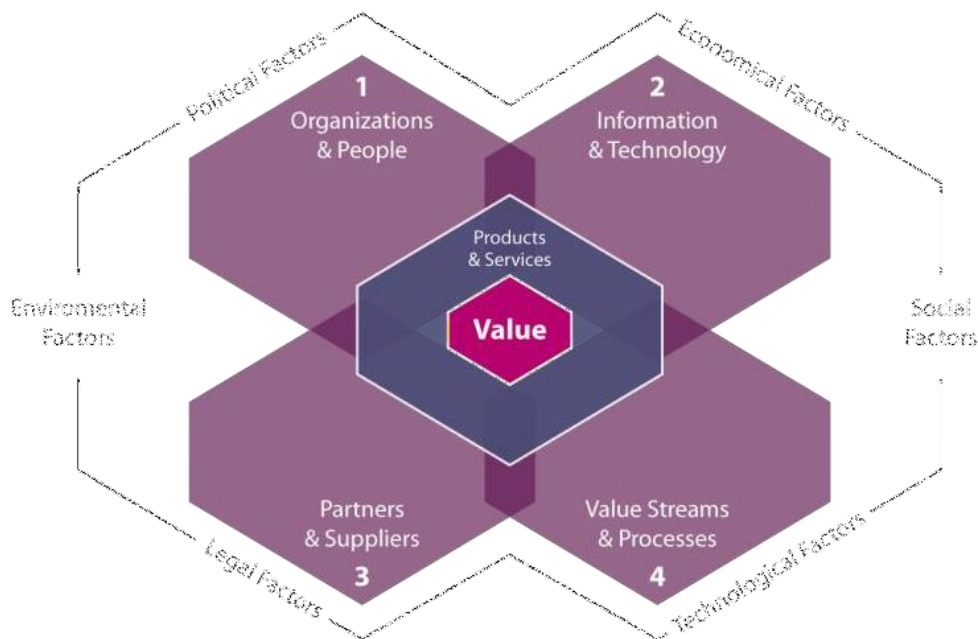 Political Factors
Economical Factors
1
Organizations
& People
2
Information
& Technology
Products
& Services
Value
Enviromental
Factors
Social
Factors
Partners
& Suppliers
3
Value Streams
& Processes
4
Legal Factors
Technological Factors